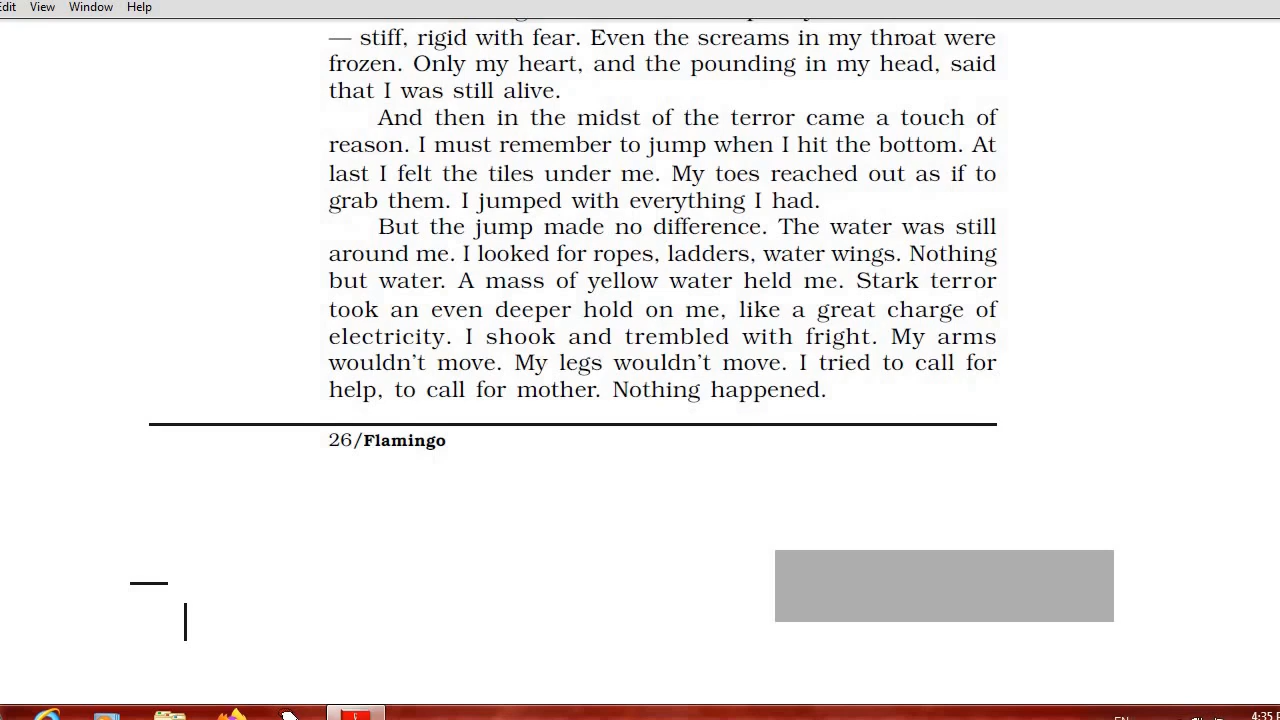 Edit View Window Help
— stiff, rigid with fear. Even the screams in my throat were
frozen. Only my heart, and the pounding in my head, said
that I was still alive.
And then in the midst of the terror came a touch of
reason. I must remember to jump when I hit the bottom. At
last I felt the tiles under me. My toes reached out as if to
grab them. I jumped with everything I had.
But the jump made no difference. The water was still
around me. I looked for ropes, ladders, water wings. Nothing
but water. A mass of yellow water held me. Stark terror
took an even deeper hold on me, like a great charge of
electricity. I shook and trembled with fright. My arms
wouldn't move. My legs wouldn't move. I tried to call for
help, to call for mother. Nothing happened.
26/Flamingo
EN 4:35